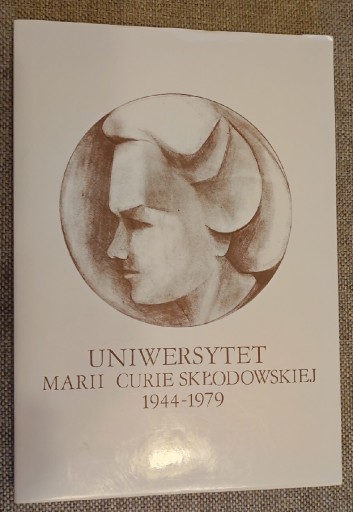 UNIWERSYTET
MARII CURIE SKŁODOWSKIEJ
1944-1979